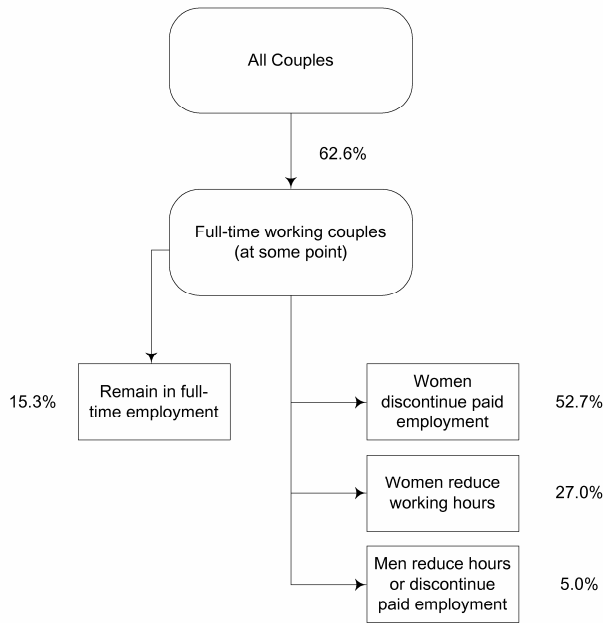 All Couples
62.6%
Full-time working couples
(at some point)
15.3%
Remain in full-
time employment
Women
discontinue paid
employment
52.7%
Women reduce
working hours
27.0%
Men reduce hours
or discontinue
paid employment
5.0%